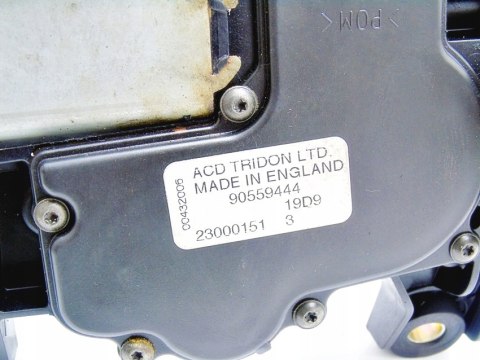 >POM<
ACD TRIDON LTD.
MADE IN ENGLAND
90559444
19D9
23000151 3
00432006